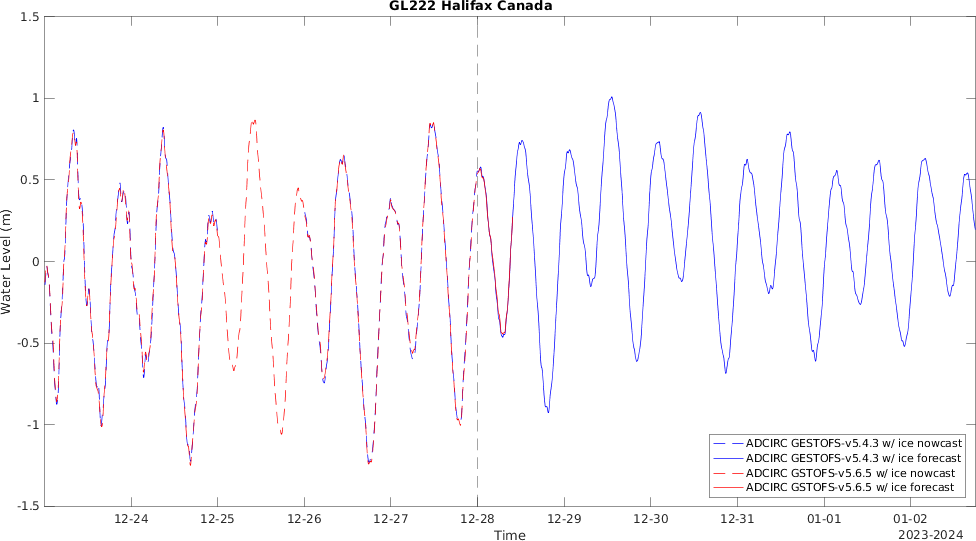 GL222 Halifax Canada
1.5
1
0.5
0
-0.5
-1
-1.5
Water Level (m)
12-24 12-25 12-26 12-27 12-28 12-29 12-30 12-31 01-01 01-02
Time
2023-2024
ADCIRC GESTOFS-v5.4.3 w/ ice nowcast
ADCIRC GESTOFS-v5.4.3 w/ ice forecast
ADCIRC GSTOFS-v5.6.5 w/ ice nowcast
ADCIRC GSTOFS-v5.6.5 w/ ice forecast